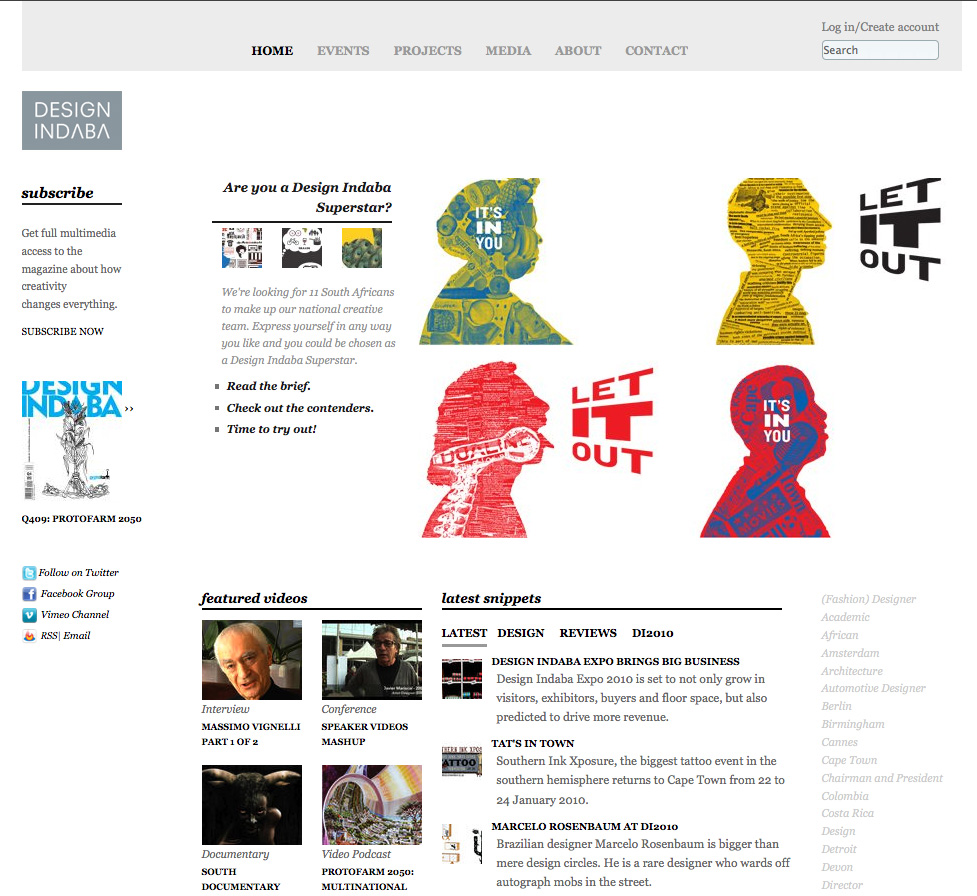 Log in/Create account
HOME EVENTS PROJECTS MEDIA ABOUT CONTACT
Search
DESIGN
INDABA
subscribe
Get full multimedia
access to the
magazine about how
creativity
changes everything.
SUBSCRIBE NOW
DESIGN
INDABA ››
Q409: PROTOFARM 2050
Follow on Twitter
Facebook Group
Vimeo Channel
RSS| Email
Are you a Design Indaba
Superstar?
We're looking for 11 South Africans
to make up our national creative
team. Express yourself in any way
you like and you could be chosen as
a Design Indaba Superstar.
Read the brief.
Check out the contenders.
Time to try out!
IT'S
IN
YOU
LET
IT
OUT
LET
IT
OUT
Cape
IT'S
IN
YOU
featured videos
Interview
MASSIMO VIGNELLI
PART 1 OF 2
Conference
SPEAKER VIDEOS
MASHUP
Documentary
SOUTH
DOCUMENTARY
Video Podcast
PROTOFARM 2050:
MULTINATIONAL
latest snippets
LATEST DESIGN REVIEWS DI2010
DESIGN INDABA EXPO BRINGS BIG BUSINESS
Design Indaba Expo 2010 is set to not only grow in
visitors, exhibitors, buyers and floor space, but also
predicted to drive more revenue.
TAT'S IN TOWN
Southern Ink Xposure, the biggest tattoo event in the
southern hemisphere returns to Cape Town from 22 to
24 January 2010.
MARCELO ROSENBAUM AT DI2010
Brazilian designer Marcelo Rosenbaum is bigger than
mere design circles. He is a rare designer who wards off
autograph mobs in the street.
(Fashion) Designer
Academic
African
Amsterdam
Architecture
Automotive Designer
Berlin
Birmingham
Cannes
Cape Town
Chairman and President
Colombia
Costa Rica
Design
Detroit
Devon
Director